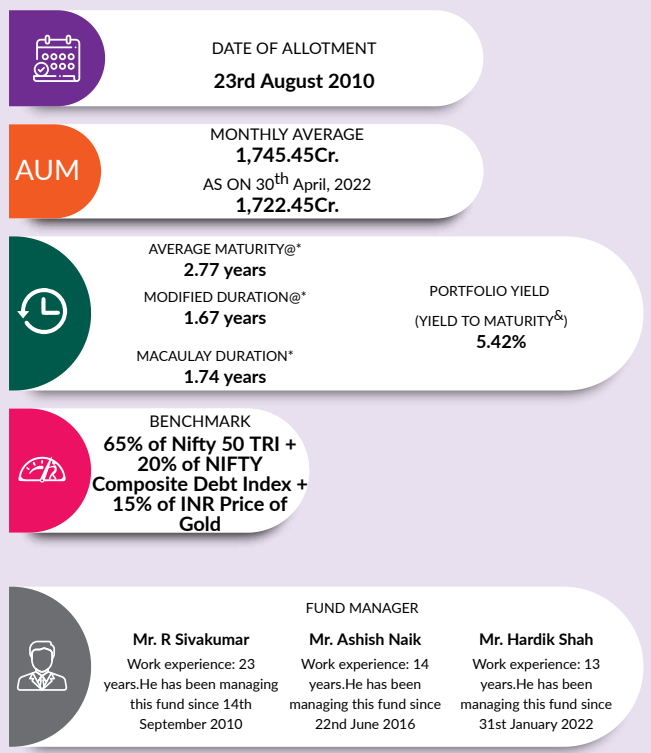 DATE OF ALLOTMENT
23rd August 2010
AUM
MONTHLY AVERAGE
1,745.45Cr.
AS ON 30th April, 2022
1,722.45Cr.
AVERAGE MATURITY@*
2.77 years
MODIFIED DURATION@*
1.67 years
MACAULAY DURATION*
1.74 years
PORTFOLIO YIELD
(YIELD TO MATURITY&)
5.42%
BENCHMARK
65% of Nifty 50 TRI +
20% of NIFTY
Composite Debt Index +
15% of INR Price of
Gold
FUND MANAGER
Mr. R Sivakumar
Work experience: 23
years.He has been managing
this fund since 14th
September 2010
Mr. Ashish Naik
Work experience: 14
years.He has been
managing this fund since
22nd June 2016
Mr. Hardik Shah
Work experience: 13
years.He has been
managing this fund since
31st January 2022